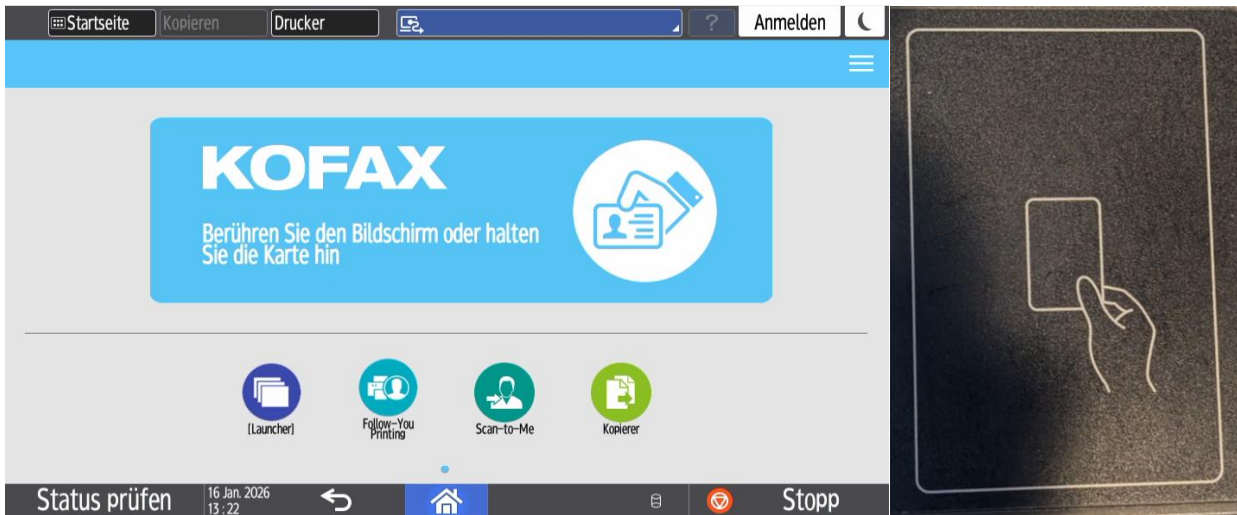 Startseite
Kopieren
Drucker
?
Anmelden
KOFAX
Berühren Sie den Bildschirm oder halten
Sie die Karte hin
[Launcher]
Follow-You
Printing
Scan-to-Me
Kopierer
Status prüfen
16 Jan. 2026
13 : 22
Stopp